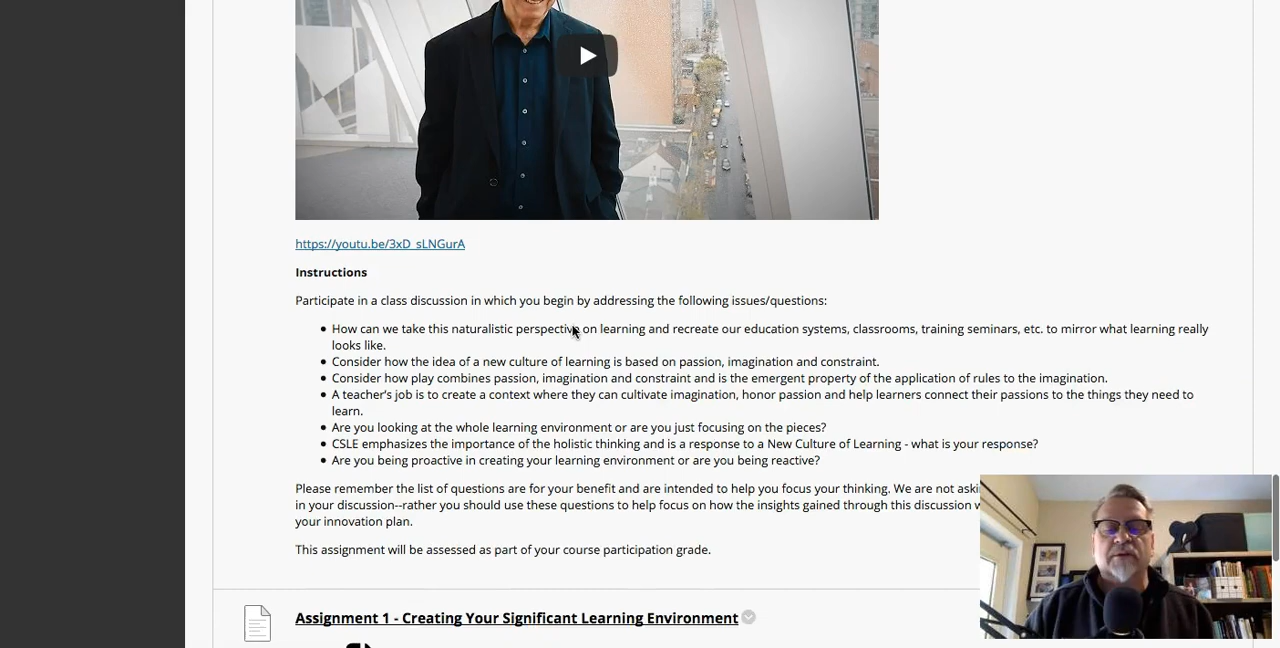 https://youtu.be/3xD_sLNGurA
Instructions
Participate in a class discussion in which you begin by addressing the following issues/questions:
• How can we take this naturalistic perspective on learning and recreate our education systems, classrooms, training seminars, etc. to mirror what learning really
looks like.
• Consider how the idea of a new culture of learning is based on passion, imagination and constraint.
• Consider how play combines passion, imagination and constraint and is the emergent property of the application of rules to the imagination.
• A teacher's job is to create a context where they can cultivate imagination, honor passion and help learners connect their passions to the things they need to
learn.
• Are you looking at the whole learning environment or are you just focusing on the pieces?
• CSLE emphasizes the importance of the holistic thinking and is a response to a New Culture of Learning - what is your response?
• Are you being proactive in creating your learning environment or are you being reactive?
Please remember the list of questions are for your benefit and are intended to help you focus your thinking. We are not
in your discussion--rather you should use these questions to help focus on how the insights gained through this discussion
your innovation plan.
This assignment will be assessed as part of your course participation grade.
Assignment 1 - Creating Your Significant Learning Environment